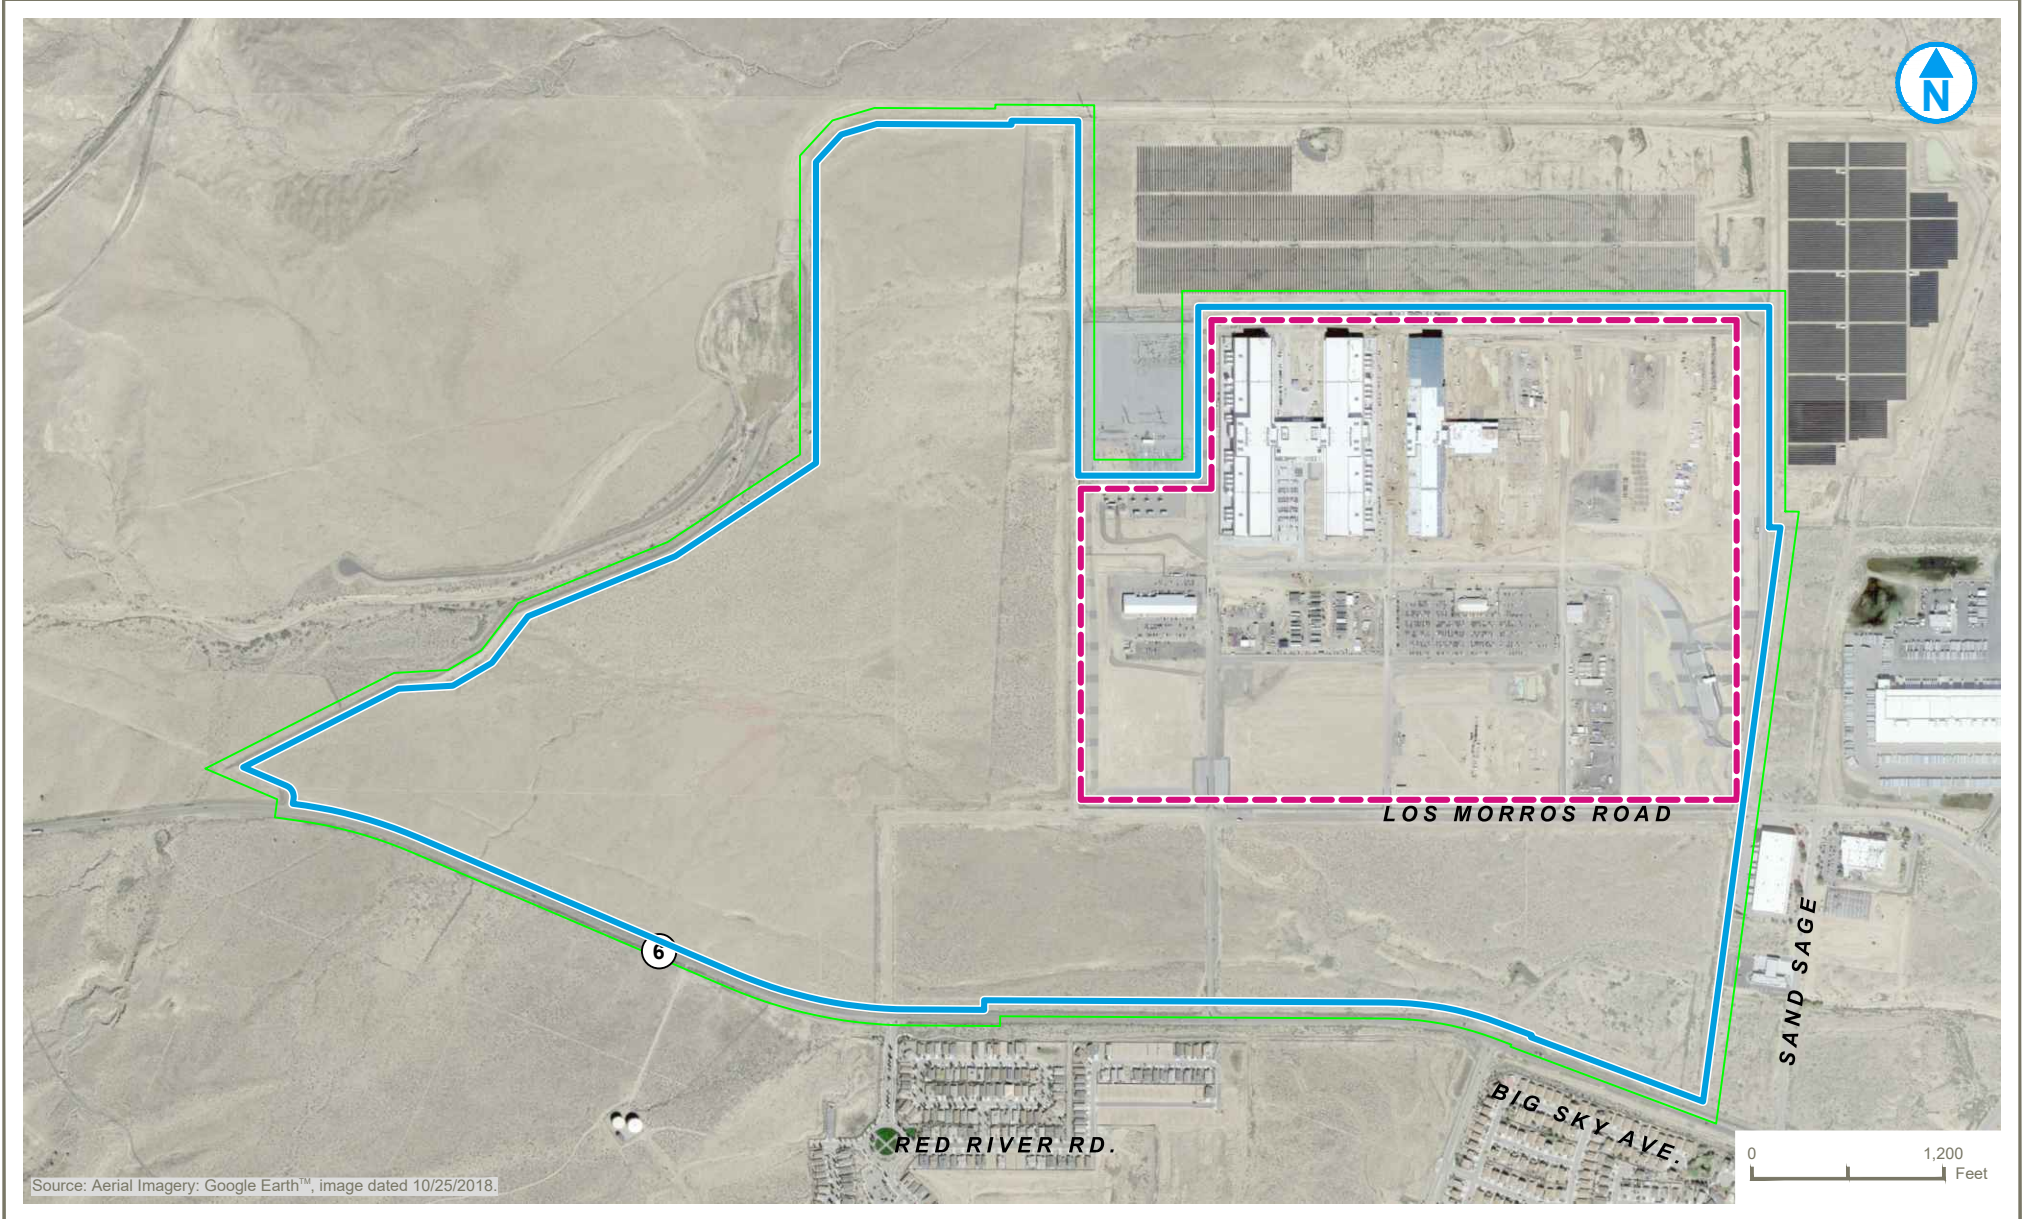 N
LOS MORROS ROAD
SAND SAGE
6
BIG SKY AVE.
RED RIVER RD.
0 1,200
Feet
Source: Aerial Imagery: Google Earth™, image dated 10/25/2018.